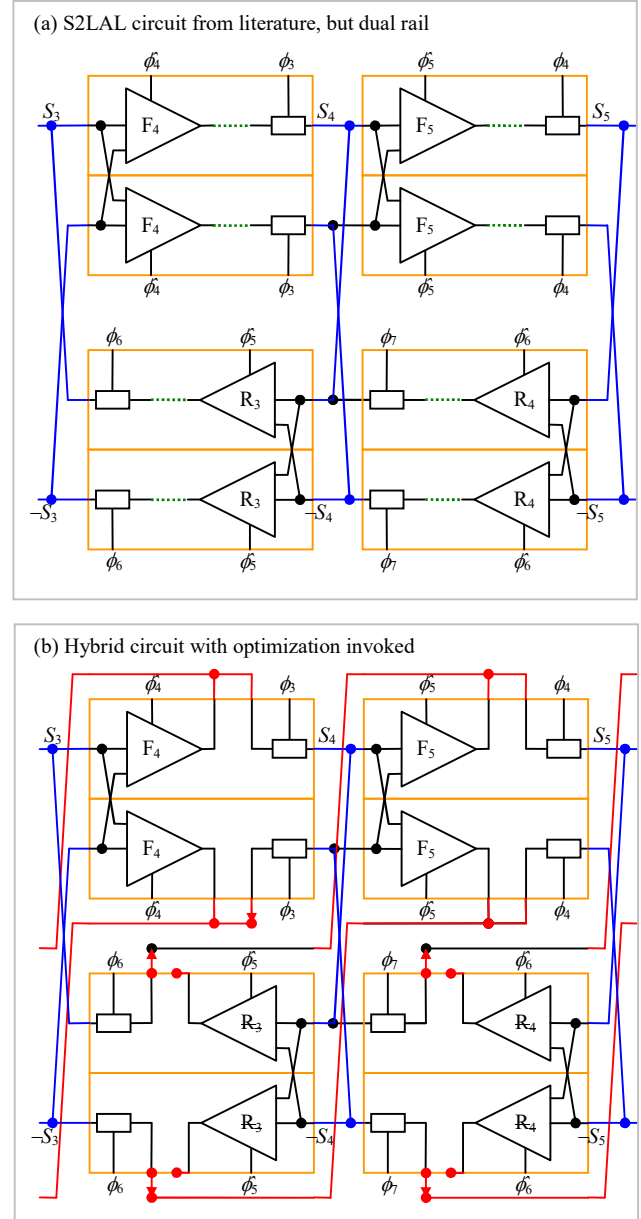 (a) S2LAL circuit from literature, but dual rail
ϕ̂4 ϕ3 ϕ̂5 ϕ4
S3 S4 S5
F4 F5
F4 F5
ϕ̂4 ϕ3 ϕ̂5 ϕ4
ϕ6 ϕ̂5 ϕ7 ϕ̂6
R3 R4
R3 R4
−S3 −S4 −S5
ϕ6 ϕ̂5 ϕ7 ϕ̂6
(b) Hybrid circuit with optimization invoked
ϕ̂4 ϕ3 ϕ̂5 ϕ4
S3 S4 S5
F4 F5
F4 F5
ϕ̂4 ϕ3 ϕ̂5 ϕ4
ϕ6 ϕ̂5 ϕ7 ϕ̂6
R3 R4
R3 R4
−S3 −S4 −S5
ϕ6 ϕ̂5 ϕ7 ϕ̂6